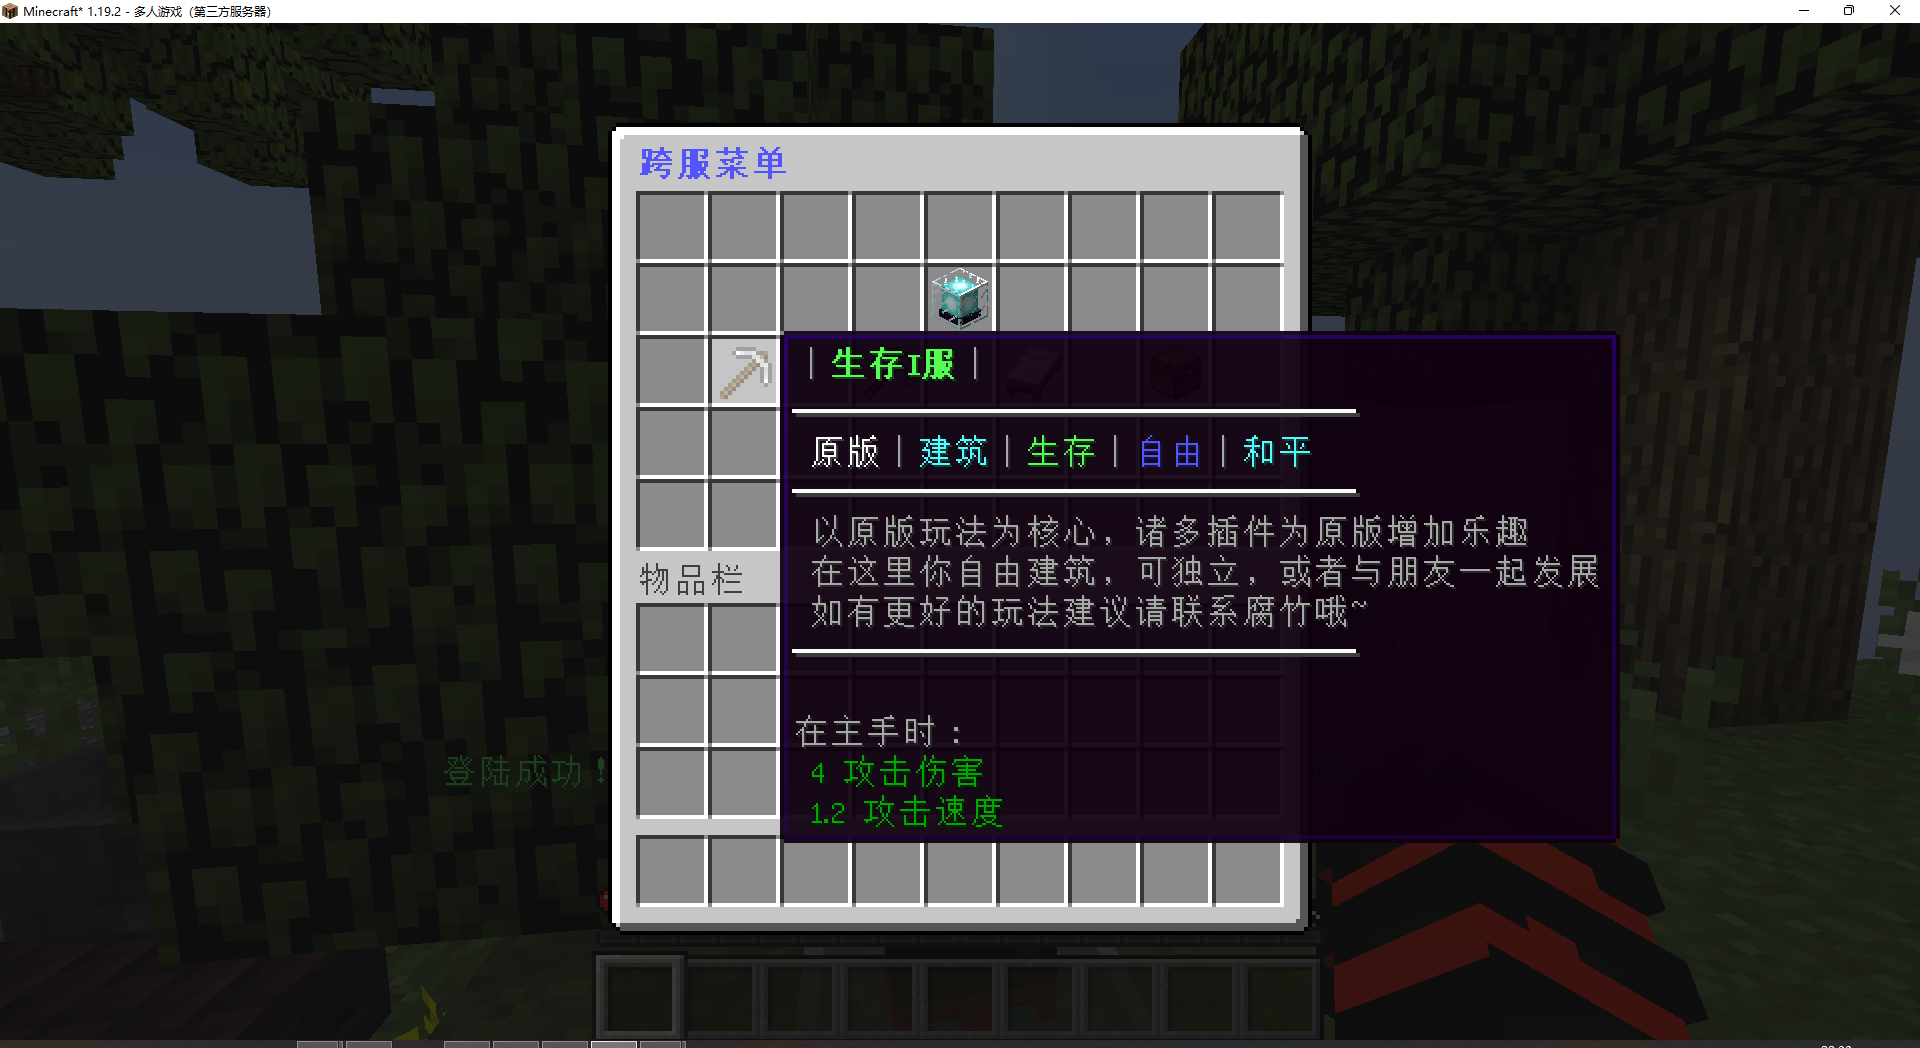 Minecraft* 1.19.2 - 多人游戏（第三方服务器）
跨服菜单
| 生存I服 |
原版 | 建筑 | 生存 | 自由 | 和平
以原版玩法为核心，诸多插件为原版增加乐趣
在这里你自由建筑，可独立，或者与朋友一起发展
如有更好的玩法建议请联系腐竹哦~
物品栏
在主手时：
4 攻击伤害
1.2 攻击速度
登陆成功！